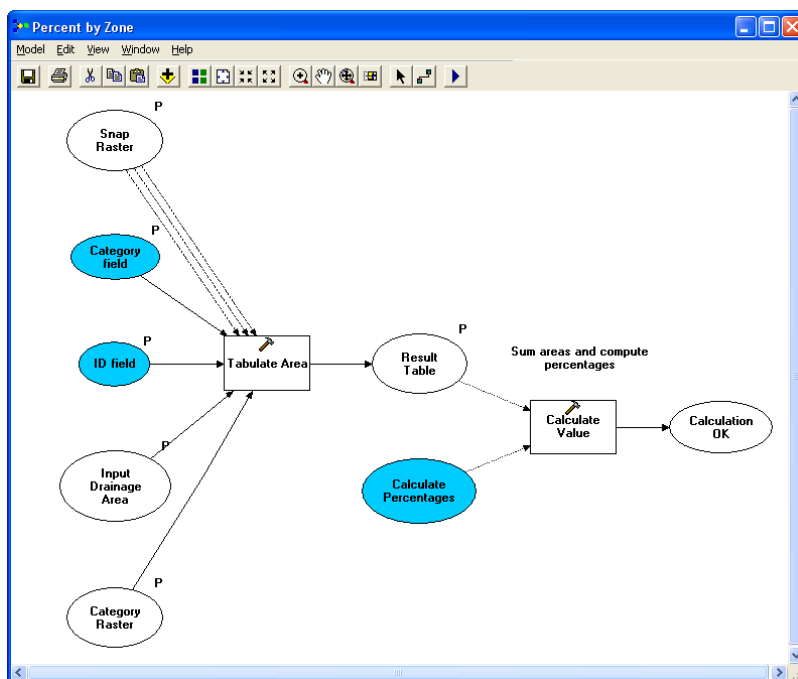 Percent by Zone
Model Edit View Window Help
P
Snap
Raster
P
Category
field
P
ID field
Tabulate Area
P
Result
Table
Sum areas and compute
percentages
Calculate
Value
Calculation
OK
P
Input
Drainage
Area
Calculate
Percentages
P
Category
Raster